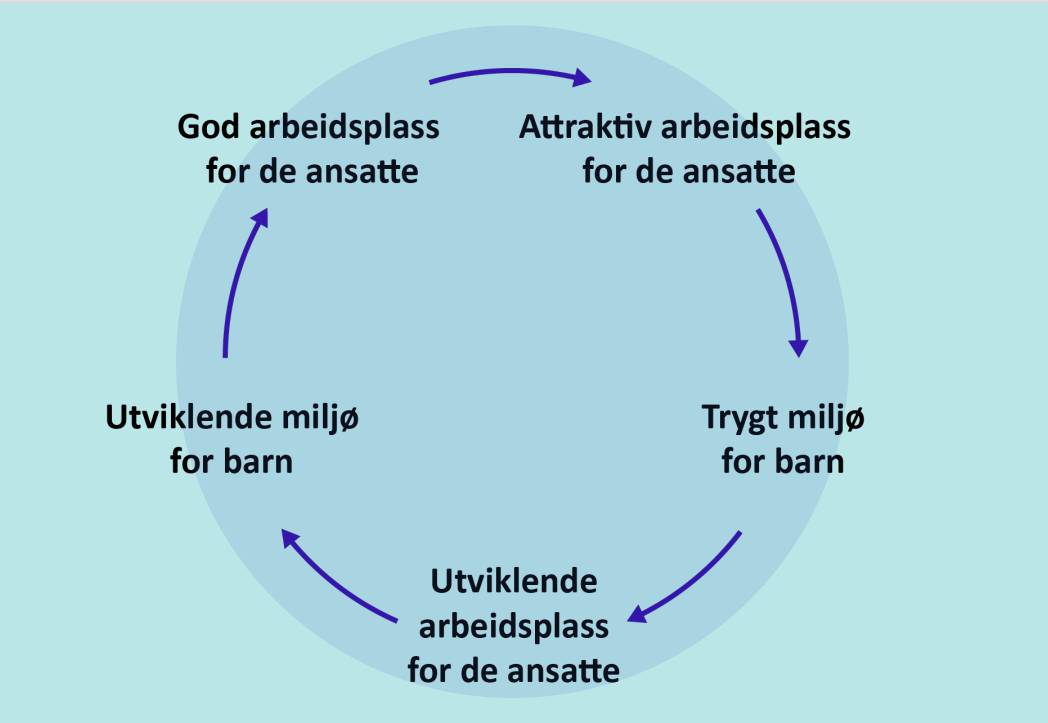 God arbeidsplass
for de ansatte
Attraktiv arbeidsplass
for de ansatte
Trygt miljø
for barn
Utviklende
arbeidsplass
for de ansatte
Utviklende miljø
for barn